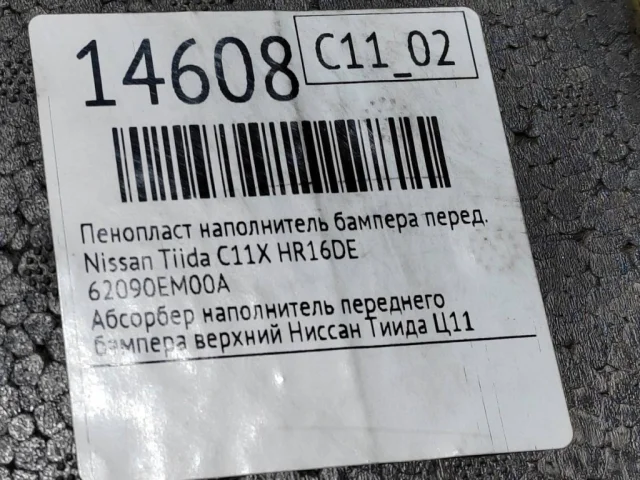 14608 C11_02
Пенопласт наполнитель бампера перед.
Nissan Tiida C11X HR16DE
62090EM00A
Абсорбер наполнитель переднего
бампера верхний Ниссан Тиида Ц11